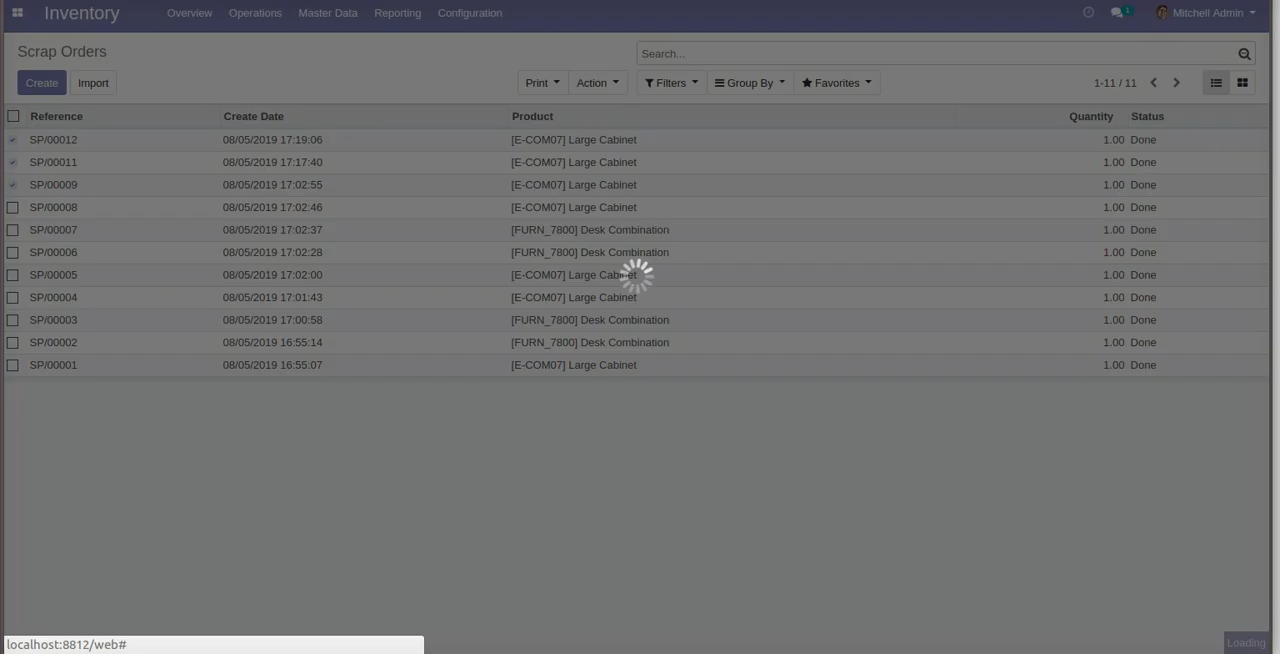 Inventory Overview Operations Master Data Reporting Configuration 1 Mitchell Admin
Scrap Orders Search...
Create Import Print Action Filters Group By Favorites 1-11 / 11
Reference Create Date Product Quantity Status
SP/00012 08/05/2019 17:19:06 [E-COM07] Large Cabinet 1.00 Done
SP/00011 08/05/2019 17:17:40 [E-COM07] Large Cabinet 1.00 Done
SP/00009 08/05/2019 17:02:55 [E-COM07] Large Cabinet 1.00 Done
SP/00008 08/05/2019 17:02:46 [E-COM07] Large Cabinet 1.00 Done
SP/00007 08/05/2019 17:02:37 [FURN_7800] Desk Combination 1.00 Done
SP/00006 08/05/2019 17:02:28 [FURN_7800] Desk Combination 1.00 Done
SP/00005 08/05/2019 17:02:00 [E-COM07] Large Cabinet 1.00 Done
SP/00004 08/05/2019 17:01:43 [E-COM07] Large Cabinet 1.00 Done
SP/00003 08/05/2019 17:00:58 [FURN_7800] Desk Combination 1.00 Done
SP/00002 08/05/2019 16:55:14 [FURN_7800] Desk Combination 1.00 Done
SP/00001 08/05/2019 16:55:07 [E-COM07] Large Cabinet 1.00 Done
localhost:8812/web# Loading